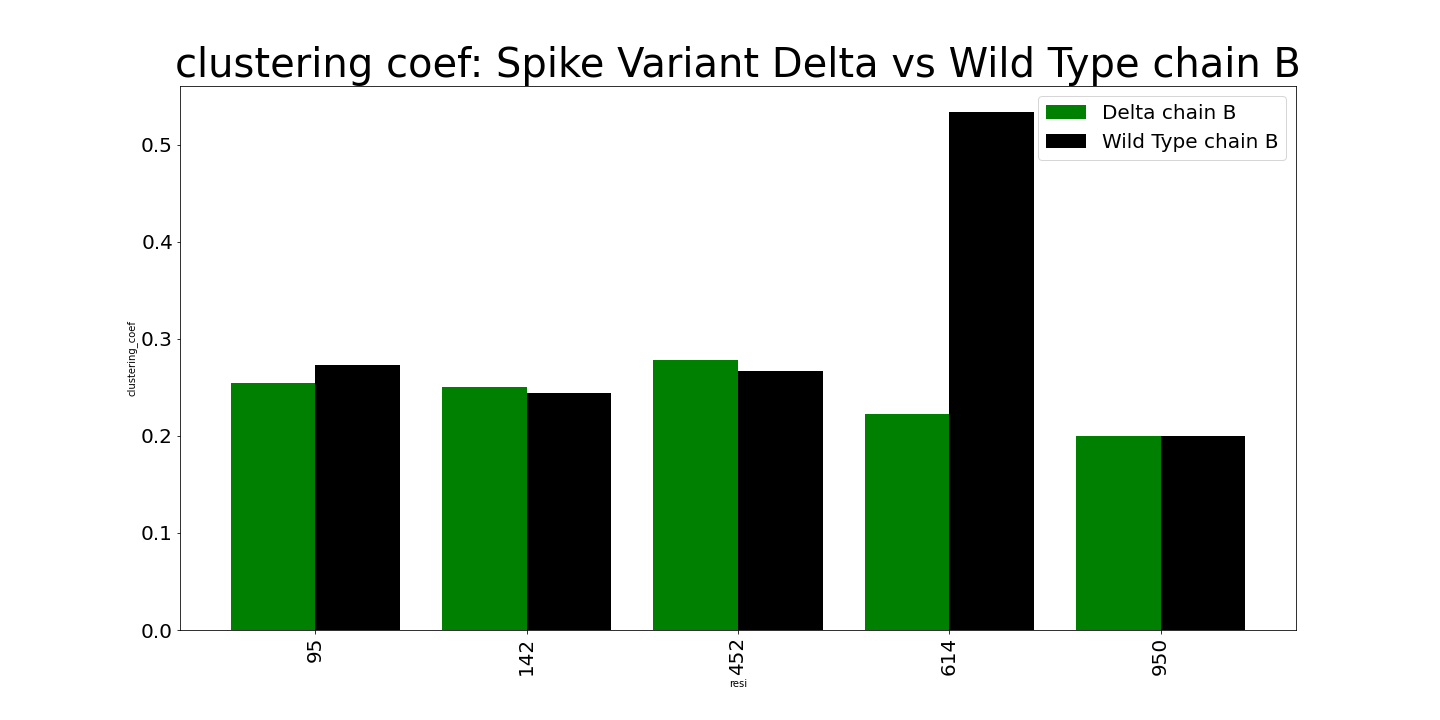 clustering coef: Spike Variant Delta vs Wild Type chain B
Delta chain B
Wild Type chain B
clustering_coef
0.5
0.4
0.3
0.2
0.1
0.0
95
142
452
614
950
resi